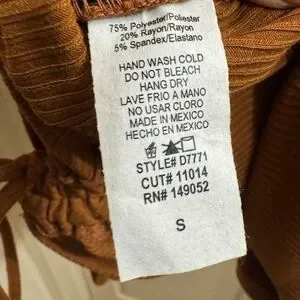 75% Polyester/Poliester
20% Rayon/Rayon
5% Spandex/Elastano
HAND WASH COLD
DO NOT BLEACH
HANG DRY
LAVE FRIO A MANO
NO USAR CLORO
MADE IN MEXICO
HECHO EN MEXICO
STYLE# D7771
CUT# 11014
RN# 149052
S